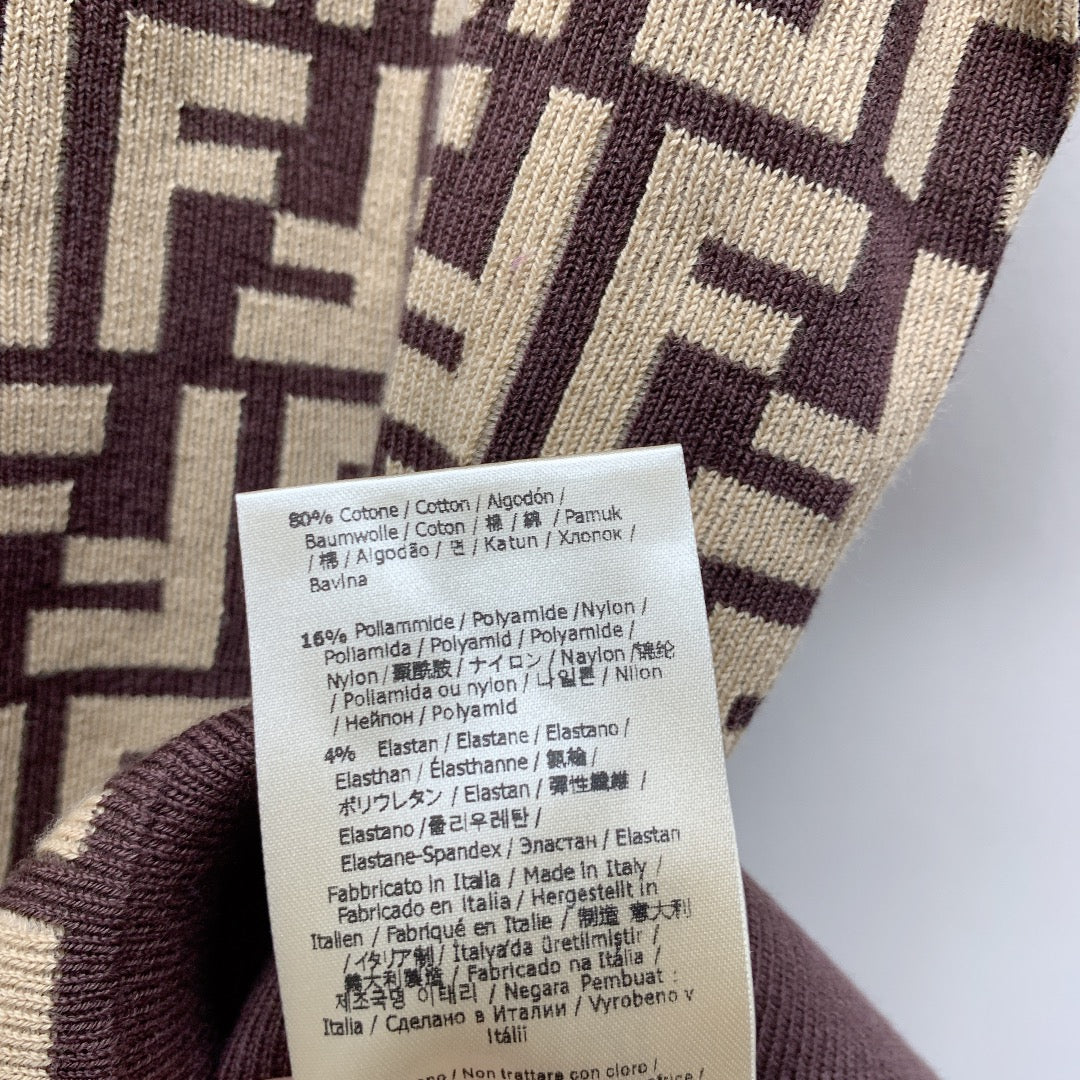 80% Cotone / Cotton / Algodón /
Baumwolle / Coton / 棉 / 綿 / Pamuk
/ 棉 / Algodão / 면 / Katun / Хлопок /
Bavlna
16% Poliammide / Polyamide /Nylon /
Poliamida / Polyamid / Polyamide /
Nylon / 聚酰胺 / ナイロン / Naylon /锦纶
/ Poliamida ou nylon / 나일론 / Nilon
/ Нейлон / Polyamid
4% Elastan / Elastane / Elastano /
Elasthan / Élasthanne / 氨綸 /
ポリウレタン / Elastan / 彈性纖維 /
Elastano / 폴리우레탄 /
Elastane-Spandex / Эластан / Elastan
Fabbricato in Italia / Made in Italy /
Fabricado en Italia / Hergestellt in
Italien / Fabriqué en Italie / 制造 意大利
/ イタリア制 / İtalya'da üretilmiştir /
義大利製造 / Fabricado na Itália /
제조국명 이태리 / Negara Pembuat :
Italia / Сделано в Италии / Vyrobeno v
Itálii
/ Non trattare con cloro /